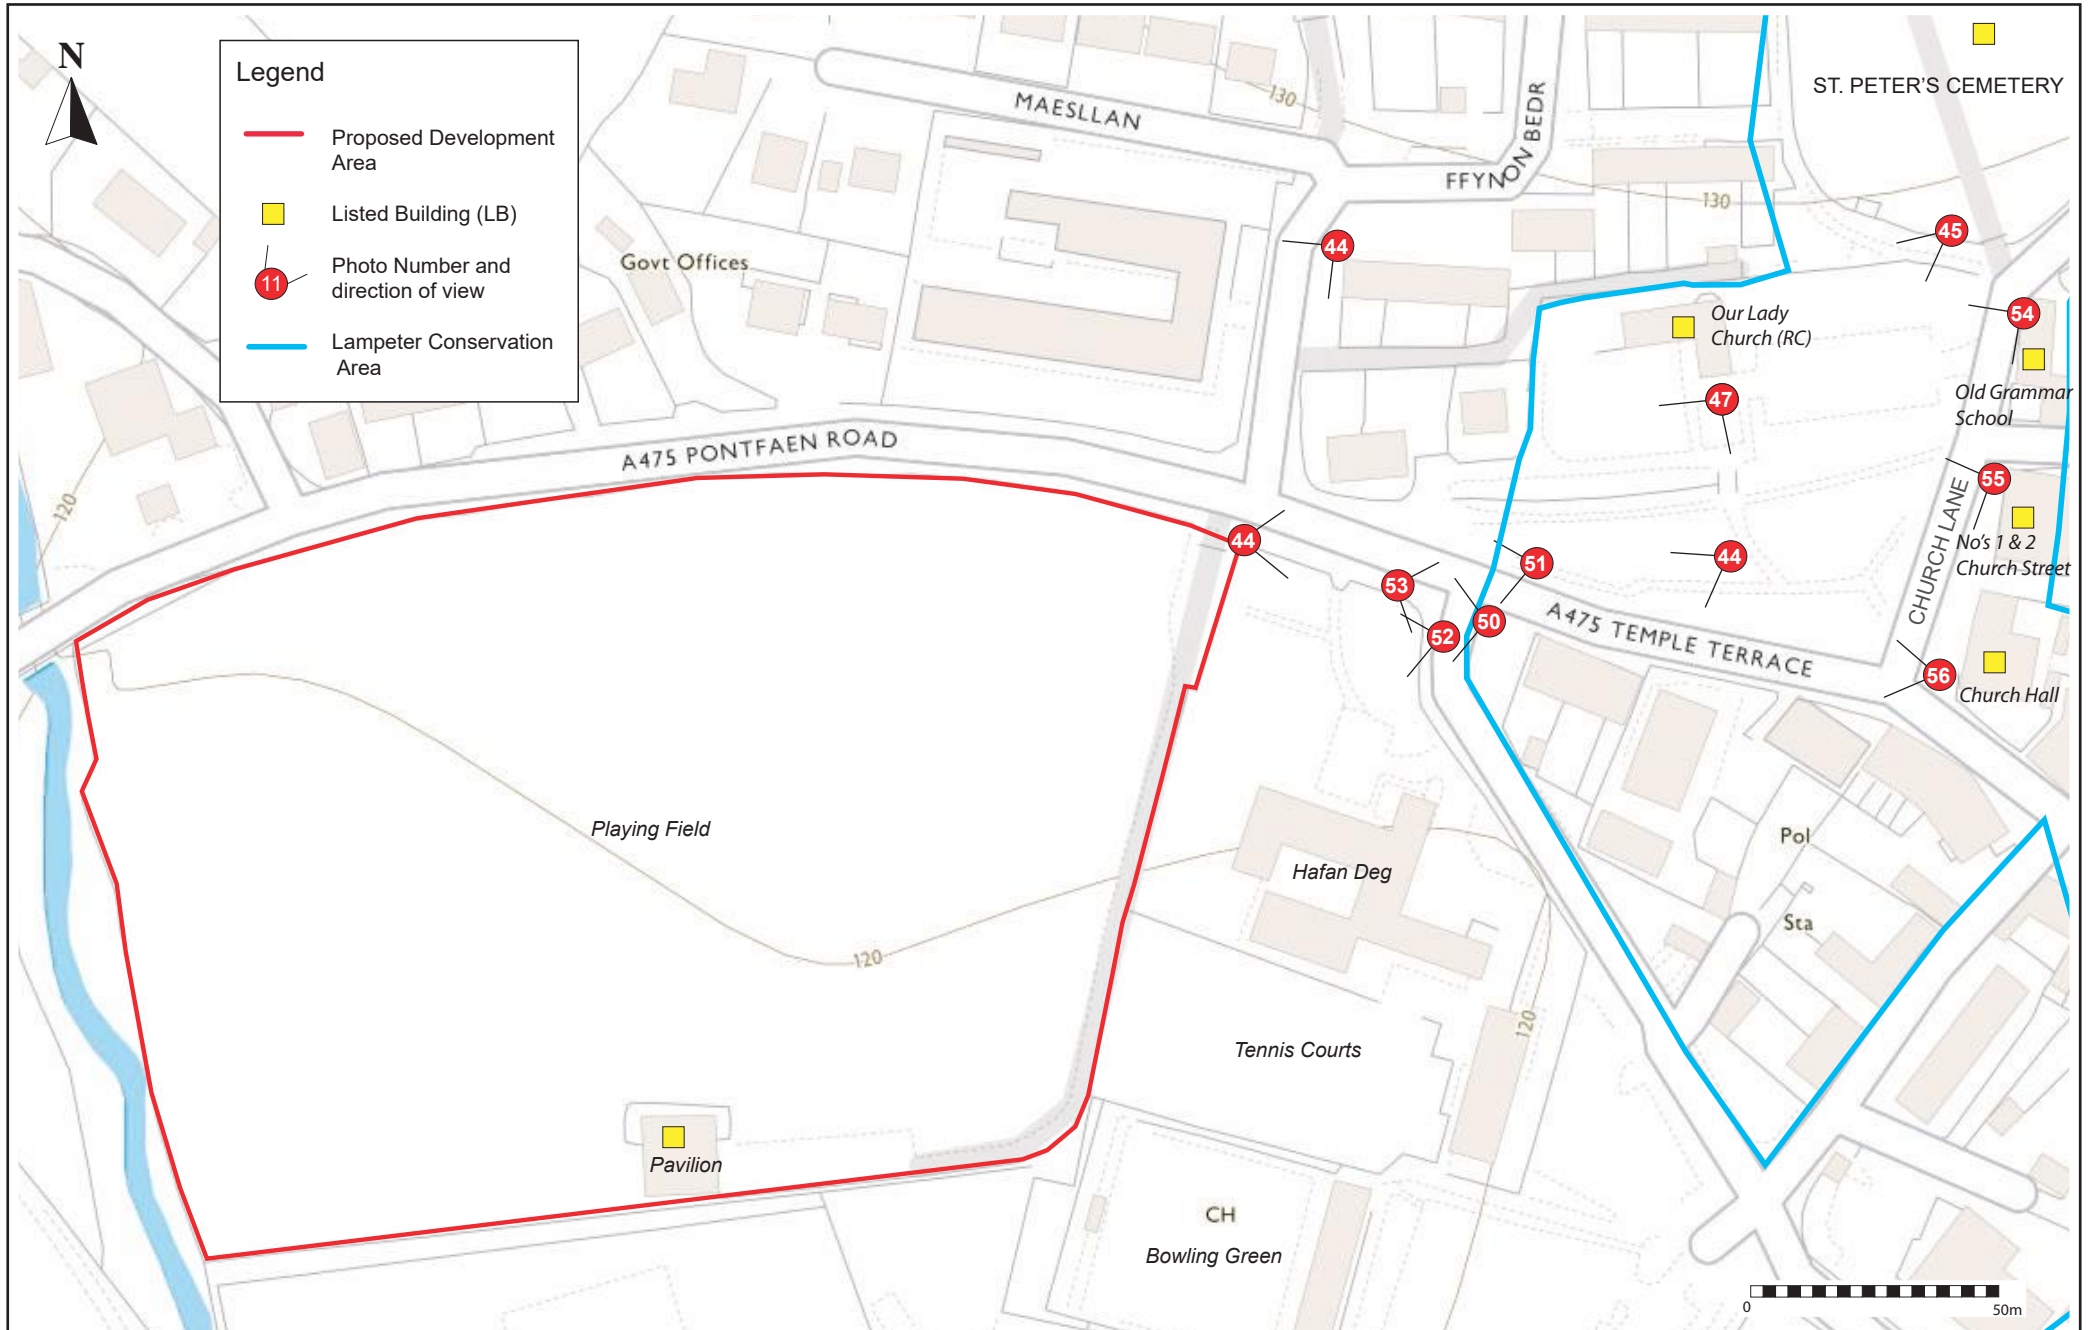 N
Legend
Proposed Development
Area
Listed Building (LB)
11
Photo Number and
direction of view
Lampeter Conservation
Area
ST. PETER'S CEMETERY
MAESLLAN
130
FFYNNON BEDR
130
Govt Offices
44
45
Our Lady
Church (RC)
54
Old Grammar
School
47
A475 PONTFAEN ROAD
120
55
No's 1 & 2
Church Street
CHURCH LANE
44
53
51
44
52
50
A475 TEMPLE TERRACE
56
Church Hall
Playing Field
Hafan Deg
Pol
Sta
120
120
Tennis Courts
Pavilion
CH
Bowling Green
0
50m